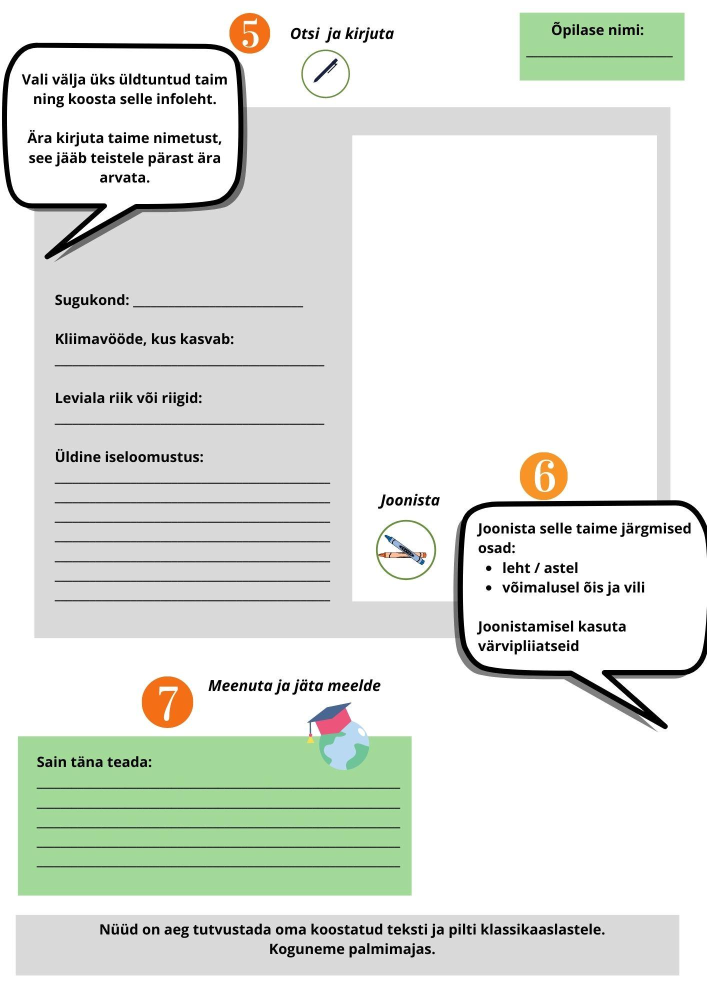 5
Otsi ja kirjuta
Õpilase nimi:
Vali välja üks üldtuntud taim
ning koosta selle infoleht.
Ära kirjuta taime nimetust,
see jääb teistele pärast ära
arvata.
Sugukond:
Kliimavööde, kus kasvab:
Leviala riik või riigid:
Üldine iseloomustus:
6
Joonista
CRAYON
Joonista selle taime järgmised
osad:
• leht / astel
• võimalusel õis ja vili
Joonistamisel kasuta
värvipliiatseid
7
Meenuta ja jäta meelde
Sain täna teada:
Nüüd on aeg tutvustada oma koostatud teksti ja pilti klassikaaslastele.
Koguneme palmimajas.